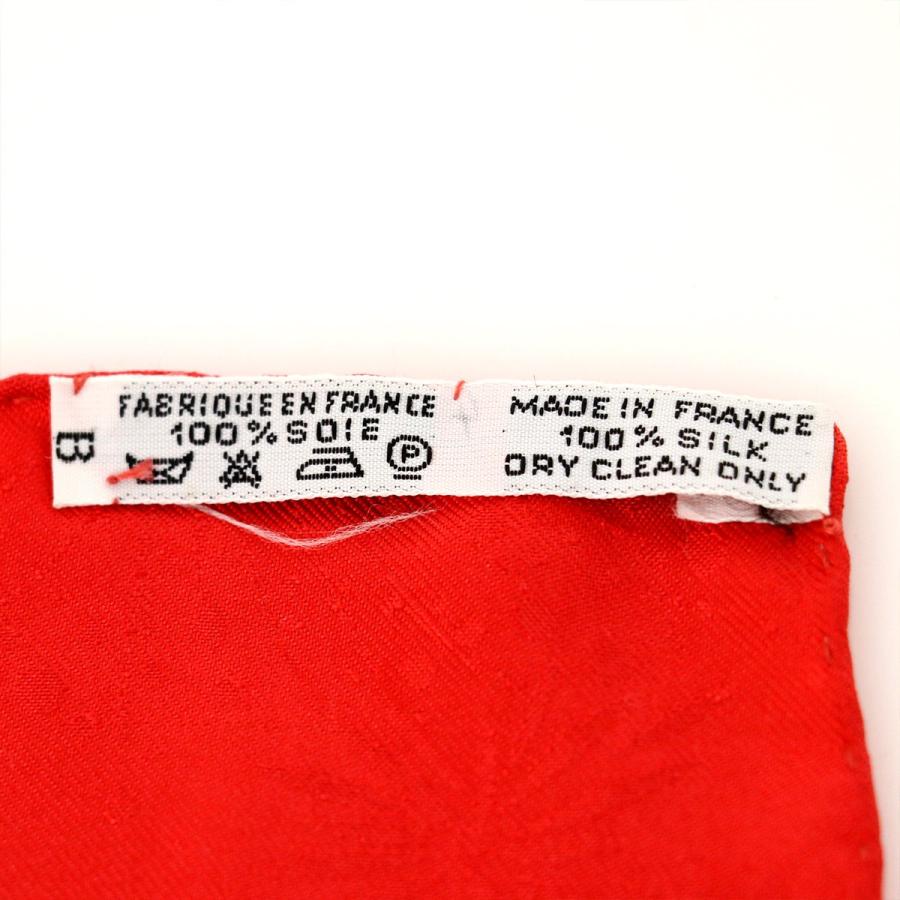 B
FABRIQUE EN FRANCE
100% SOIE
P
MADE IN FRANCE
100% SILK
DRY CLEAN ONLY